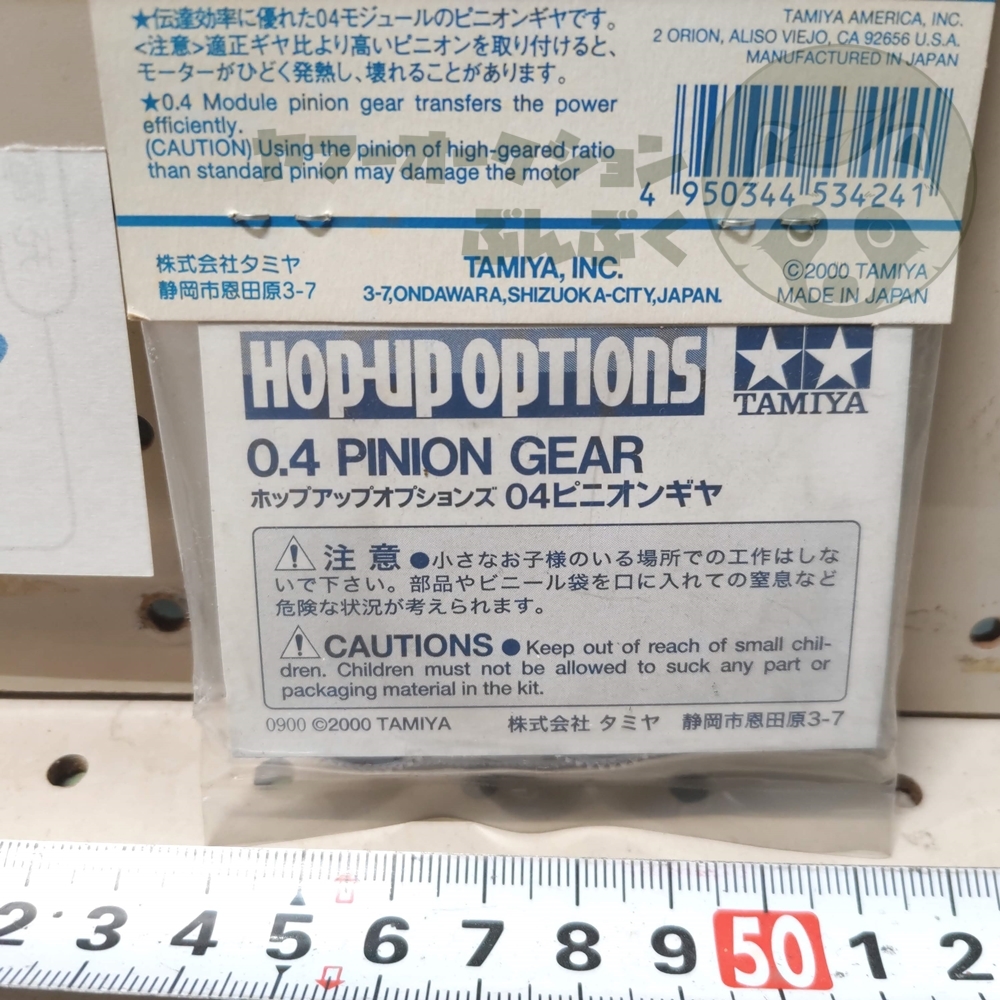 ★伝達効率に優れた04モジュールのピニオンギヤです。
<注意>適正ギヤ比より高いピニオンを取り付けると、
モーターがひどく発熱し、壊れることがあります。
★0.4 Module pinion gear transfers the power
efficiently.
(CAUTION) Using the pinion of high-geared ratio
than standard pinion may damage the motor
TAMIYA AMERICA, INC.
2 ORION, ALISO VIEJO, CA 92656 U.S.A.
MANUFACTURED IN JAPAN
4 950344 534241
ヤフーオークション
ぶんぶく
株式会社タミヤ
静岡市恩田原3-7
TAMIYA, INC.
3-7,ONDAWARA,SHIZUOKA-CITY,JAPAN.
©2000 TAMIYA
MADE IN JAPAN
HOP-UP OPTIONS
TAMIYA
0.4 PINION GEAR
ホップアップオプションズ 04ピニオンギヤ
注意 ●小さなお子様のいる場所での工作はしな
いで下さい。部品やビニール袋を口に入れての窒息など
危険な状況が考えられます。
CAUTIONS ● Keep out of reach of small chil-
dren. Children must not be allowed to suck any part or
packaging material in the kit.
0900 ©2000 TAMIYA 株式会社 タミヤ 静岡市恩田原3-7
2 3 4 5 6 7 8 9 50 1 2